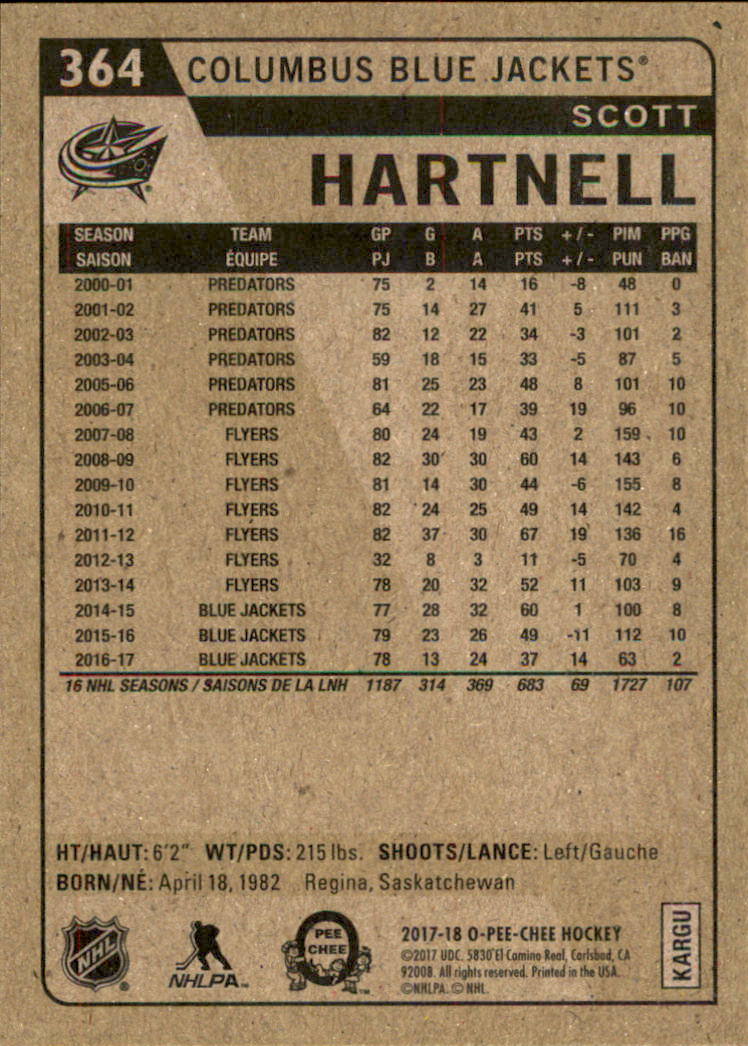 364 COLUMBUS BLUE JACKETS®
SCOTT
HARTNELL
SEASON TEAM GP G A PTS +/- PIM PPG
SAISON ÉQUIPE PJ B A PTS +/- PUN BAN
2000-01 PREDATORS 75 2 14 16 -8 48 0
2001-02 PREDATORS 75 14 27 41 5 111 3
2002-03 PREDATORS 82 12 22 34 -3 101 2
2003-04 PREDATORS 59 18 15 33 -5 87 5
2005-06 PREDATORS 81 25 23 48 8 101 10
2006-07 PREDATORS 64 22 17 39 19 96 10
2007-08 FLYERS 80 24 19 43 2 159 10
2008-09 FLYERS 82 30 30 60 14 143 6
2009-10 FLYERS 81 14 30 44 -6 155 8
2010-11 FLYERS 82 24 25 49 14 142 4
2011-12 FLYERS 82 37 30 67 19 136 16
2012-13 FLYERS 32 8 3 11 -5 70 4
2013-14 FLYERS 78 20 32 52 11 103 9
2014-15 BLUE JACKETS 77 28 32 60 1 100 8
2015-16 BLUE JACKETS 79 23 26 49 -11 112 10
2016-17 BLUE JACKETS 78 13 24 37 14 63 2
16 NHL SEASONS / SAISONS DE LA LNH 1187 314 369 683 69 1727 107
HT/HAUT: 6'2" WT/PDS: 215 lbs. SHOOTS/LANCE: Left/Gauche
BORN/NÉ: April 18, 1982 Regina, Saskatchewan
NHL®
NHLPA™
O
PEE
CHEE™
2017-18 O-PEE-CHEE HOCKEY
©2017 UDC. 5830 El Camino Real, Carlsbad, CA
92008. All rights reserved. Printed in the USA.
©NHLPA. © NHL.
KARGU